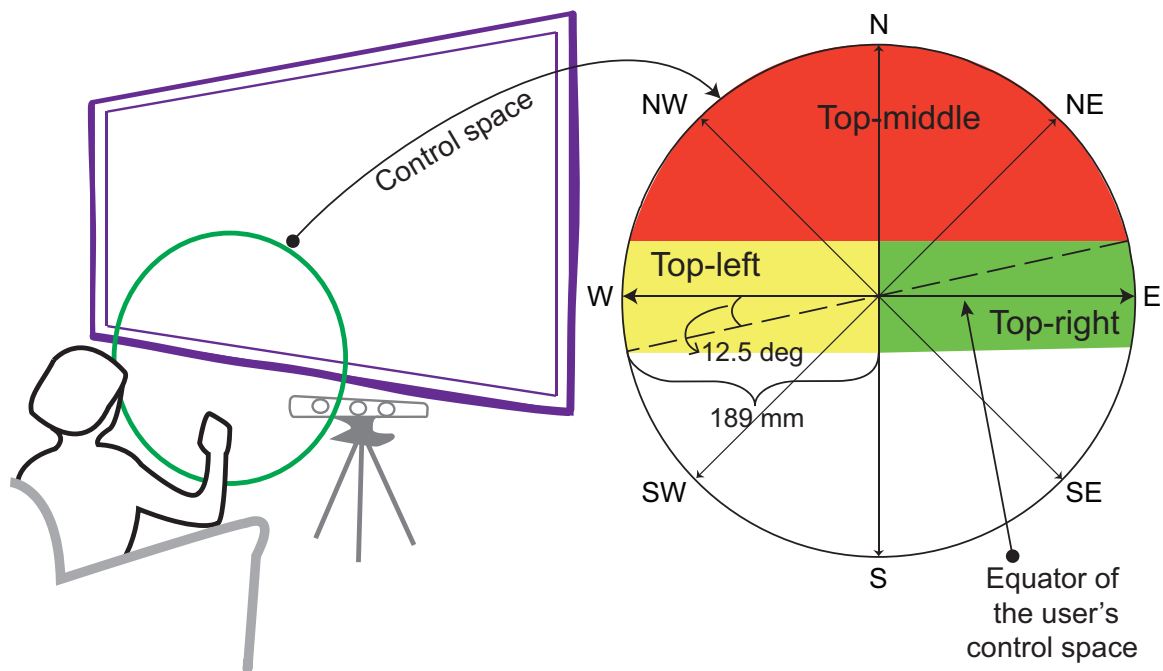 Control space
N
NW
NE
Top-middle
Top-left
W
E
Top-right
12.5 deg
189 mm
SW
SE
S
Equator of
the user’s
control space